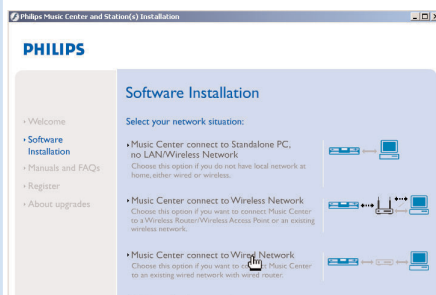 Philips Music Center and Station(s) Installation
PHILIPS
Software Installation
Welcome
Software
Installation
Manuals and FAQs
Register
About upgrades
Select your network situation:
Music Center connect to Standalone PC,
no LAN/Wireless Network
Choose this option if you do not have local network at
home, either wired or wireless.
Music Center connect to Wireless Network
Choose this option if you want to connect Music Center
to a Wireless Router/Wireless Access Point or an existing
wireless network.
Music Center connect to Wired Network
Choose this option if you want to Music Center
to an existing wired network with wired router.